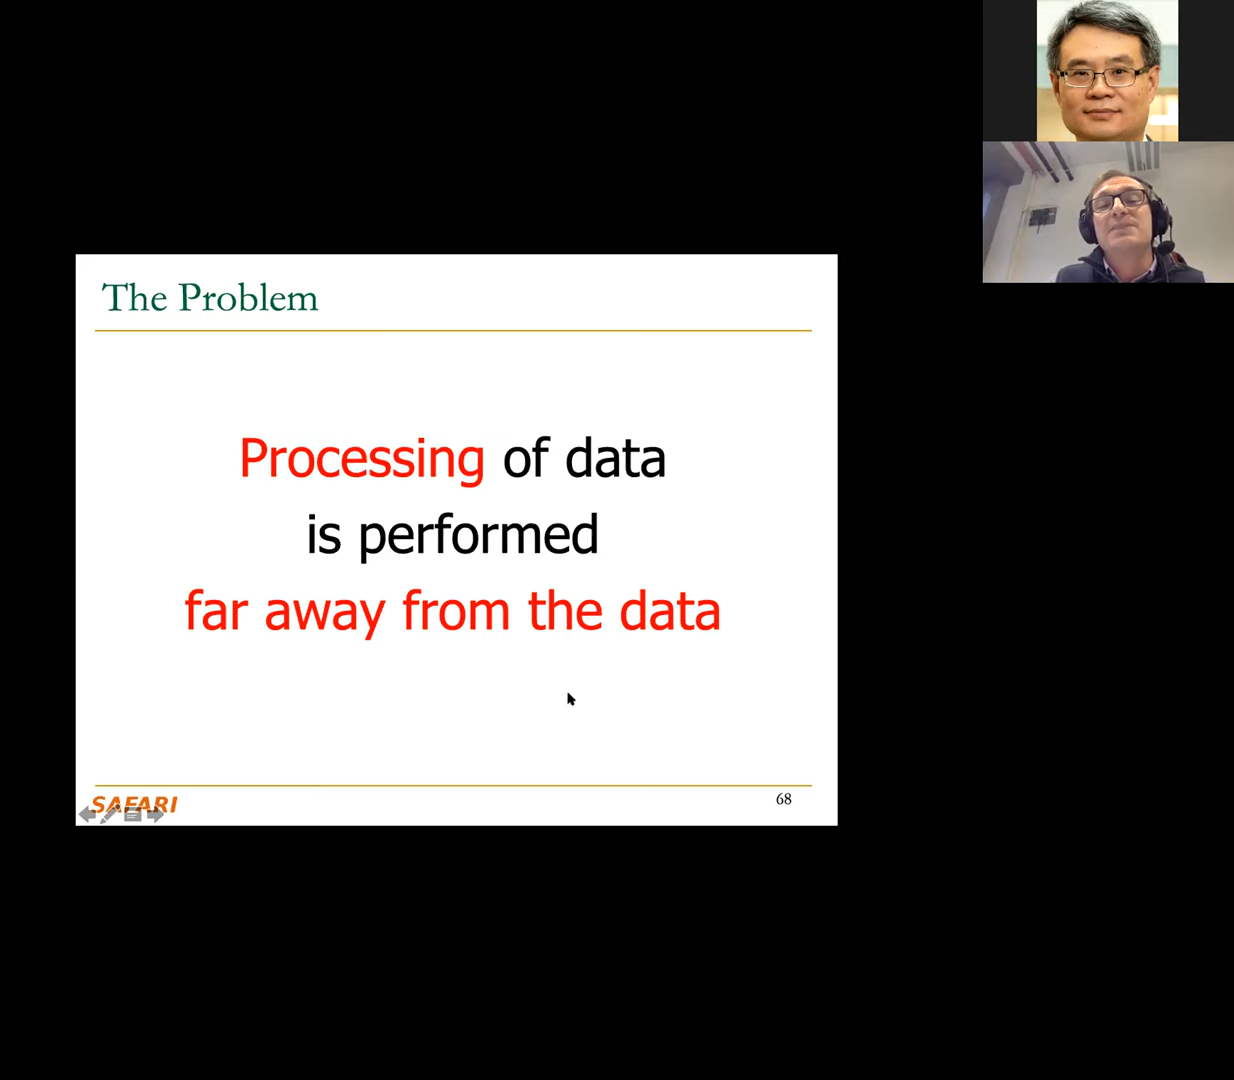 The Problem
Processing of data
is performed
far away from the data
SAFARI
68